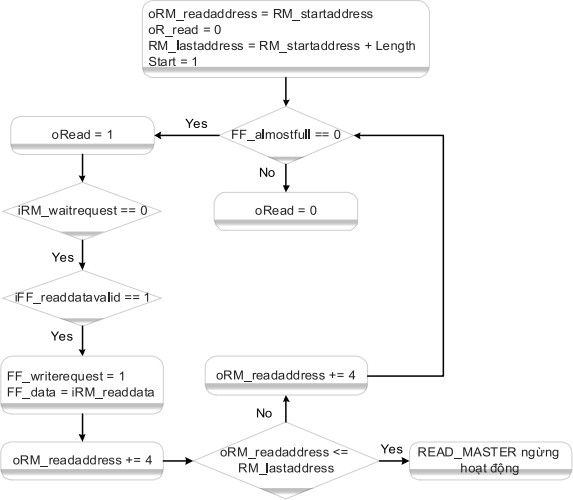 oRM_readaddress = RM_startaddress
oR_read = 0
RM_lastaddress = RM_startaddress + Length
Start = 1
FF_almostfull == 0
Yes
No
oRead = 1
oRead = 0
iRM_waitrequest == 0
Yes
iFF_readdatavalid == 1
Yes
FF_writerequest = 1
FF_data = iRM_readdata
oRM_readaddress += 4
oRM_readaddress <=
RM_lastaddress
No
oRM_readaddress += 4
Yes
READ_MASTER ngừng
hoạt động